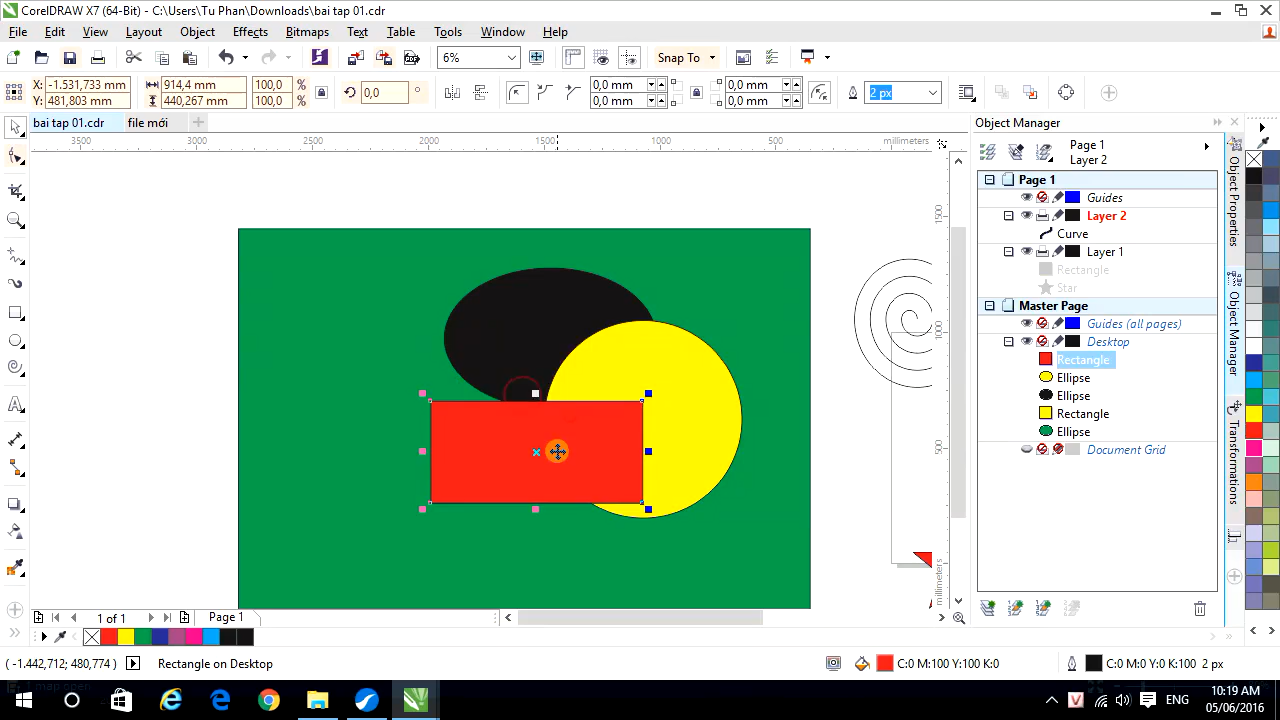 CorelDRAW X7 (64-Bit) - C:\Users\Tu Phan\Downloads\bai tap 01.cdr
File Edit View Layout Object Effects Bitmaps Text Table Tools Window Help
6% Snap To
X: -1.531,733 mm 914,4 mm 100,0 % 0,0 ° 0,0 mm 0,0 mm 2 px
Y: 481,803 mm 440,267 mm 100,0 % 0,0 mm 0,0 mm
bai tap 01.cdr file mới
3500 3000 2500 2000 1500 1000 500 millimeters
1500
1000
500
millimeters
Object Manager
Page 1
Layer 2
Page 1
Guides
Layer 2
Curve
Layer 1
Rectangle
Star
Master Page
Guides (all pages)
Desktop
Rectangle
Ellipse
Ellipse
Rectangle
Ellipse
Document Grid
Object Properties
Object Manager
Transformations
1 of 1 Page 1
( -1.442,712; 480,774 ) Rectangle on Desktop C:0 M:100 Y:100 K:0 C:0 M:0 Y:0 K:100 2 px
ENG
10:19 AM
05/06/2016